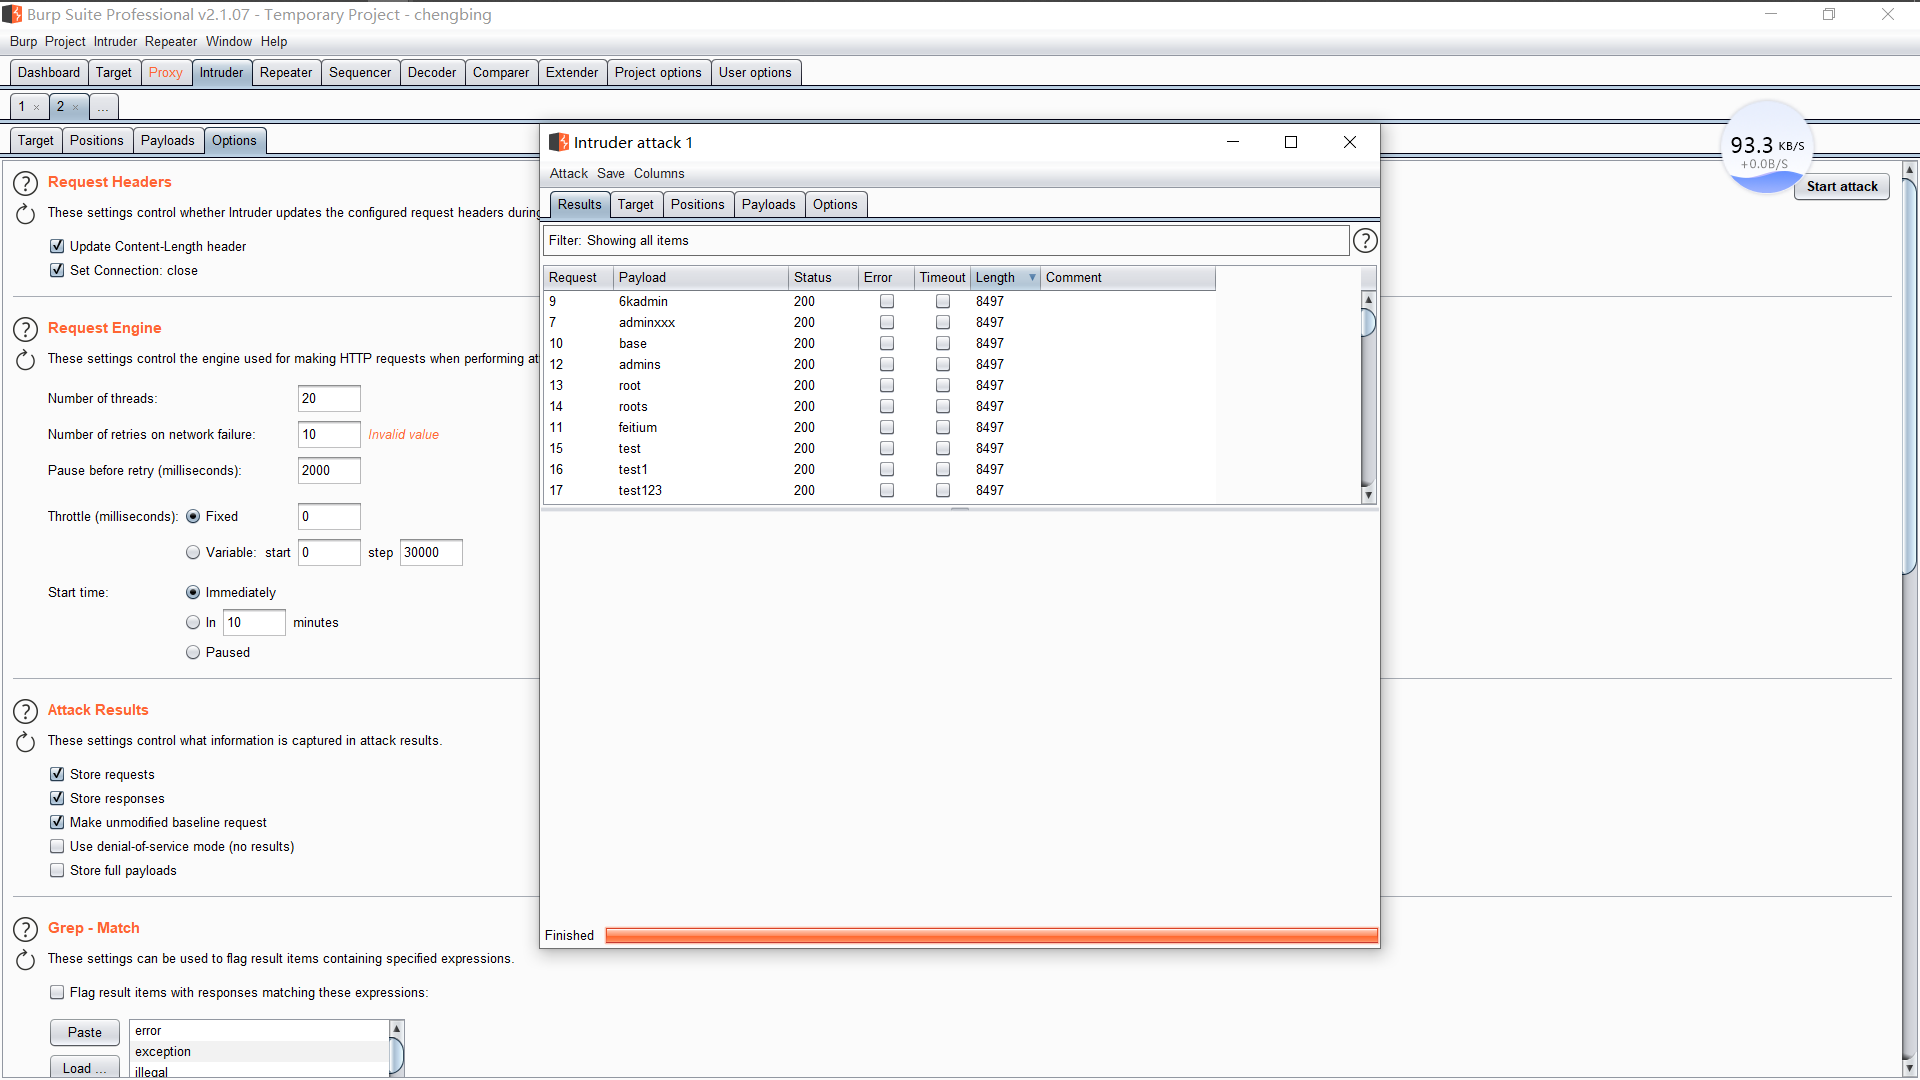 Burp Suite Professional v2.1.07 - Temporary Project - chengbing
Burp Project Intruder Repeater Window Help
Dashboard Target Proxy Intruder Repeater Sequencer Decoder Comparer Extender Project options User options
1 × 2 × ...
Target Positions Payloads Options
Request Headers
These settings control whether Intruder updates the configured request headers during
Update Content-Length header
Set Connection: close
Request Engine
These settings control the engine used for making HTTP requests when performing at
Number of threads: 20
Number of retries on network failure: 10 Invalid value
Pause before retry (milliseconds): 2000
Throttle (milliseconds): Fixed 0
Variable: start 0 step 30000
Start time: Immediately
In 10 minutes
Paused
Attack Results
These settings control what information is captured in attack results.
Store requests
Store responses
Make unmodified baseline request
Use denial-of-service mode (no results)
Store full payloads
Grep - Match
These settings can be used to flag result items containing specified expressions.
Flag result items with responses matching these expressions:
Paste
Load ...
error
exception
illegal
Intruder attack 1
Attack Save Columns
Results Target Positions Payloads Options
Filter: Showing all items
Request Payload Status Error Timeout Length Comment
9 6kadmin 200 8497
7 adminxxx 200 8497
10 base 200 8497
12 admins 200 8497
13 root 200 8497
14 roots 200 8497
11 feitium 200 8497
15 test 200 8497
16 test1 200 8497
17 test123 200 8497
Finished
93.3 KB/S
+0.0B/S
Start attack